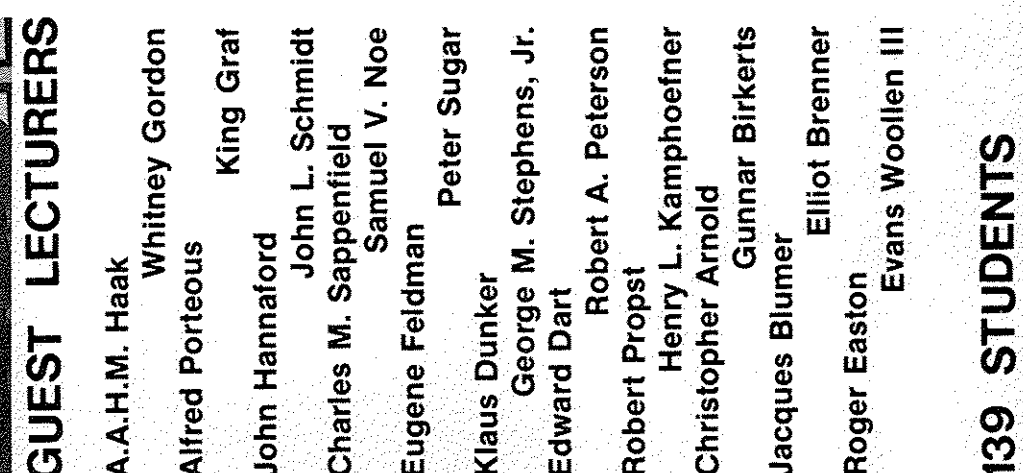 GUEST LECTURERS
A.A.H.M. Haak
Whitney Gordon
Alfred Porteous
King Graf
John Hannaford
John L. Schmidt
Charles M. Sappenfield
Samuel V. Noe
Eugene Feldman
Peter Sugar
Klaus Dunker
George M. Stephens, Jr.
Edward Dart
Robert A. Peterson
Robert Propst
Henry L. Kamphoefner
Christopher Arnold
Gunnar Birkerts
Jacques Blumer
Elliot Brenner
Roger Easton
Evans Woollen III
139 STUDENTS